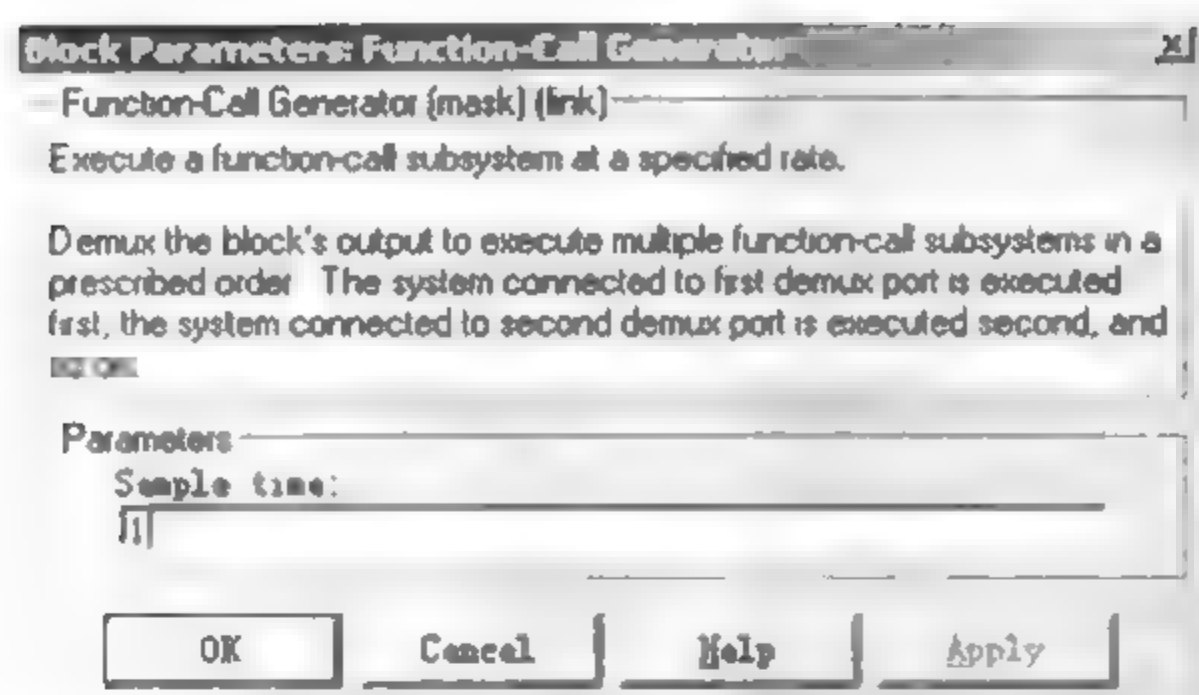 Block Parameters: Function-Call Generator
Function-Call Generator (mask) (link)
Execute a function-call subsystem at a specified rate.
Demux the block's output to execute multiple function-call subsystems in a
prescribed order. The system connected to first demux port is executed
first, the system connected to second demux port is executed second, and
so on.
Parameters
Sample time:
1
OK Cancel Help Apply